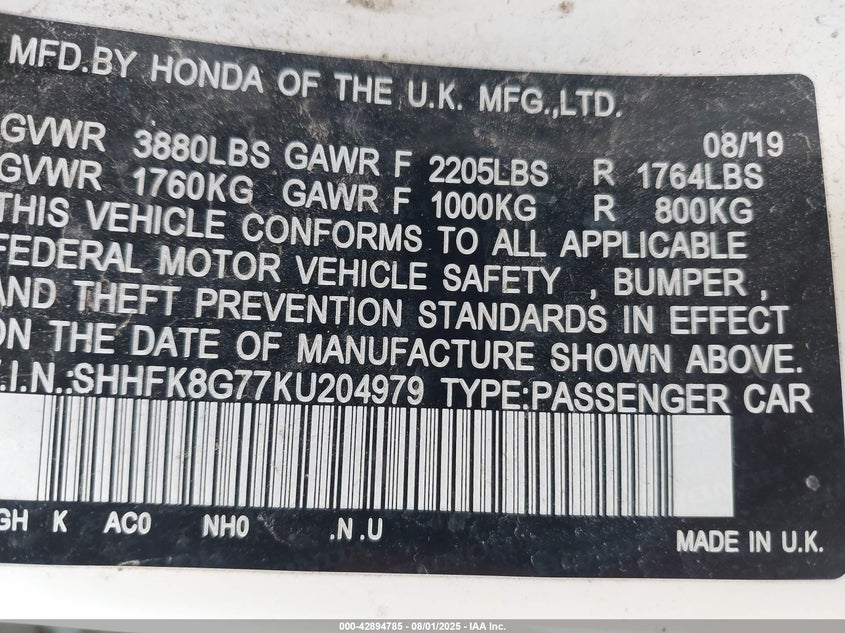 MFD.BY HONDA OF THE U.K. MFG.,LTD.
08/'19
GVWR 3880LBS GAWR F 2205LBS R 1764LBS
GVWR 1760KG GAWR F 1000KG R 800KG
THIS VEHICLE CONFORMS TO ALL APPLICABLE
FEDERAL MOTOR VEHICLE SAFETY , BUMPER ,
AND THEFT PREVENTION STANDARDS IN EFFECT
ON THE DATE OF MANUFACTURE SHOWN ABOVE.
V.I.N.:SHHFK8G77KU204979 TYPE:PASSENGER CAR
GH K AC0 NH0 .N.U
MADE IN U.K.
000-42894785 - 08/01/2025 - IAA Inc.